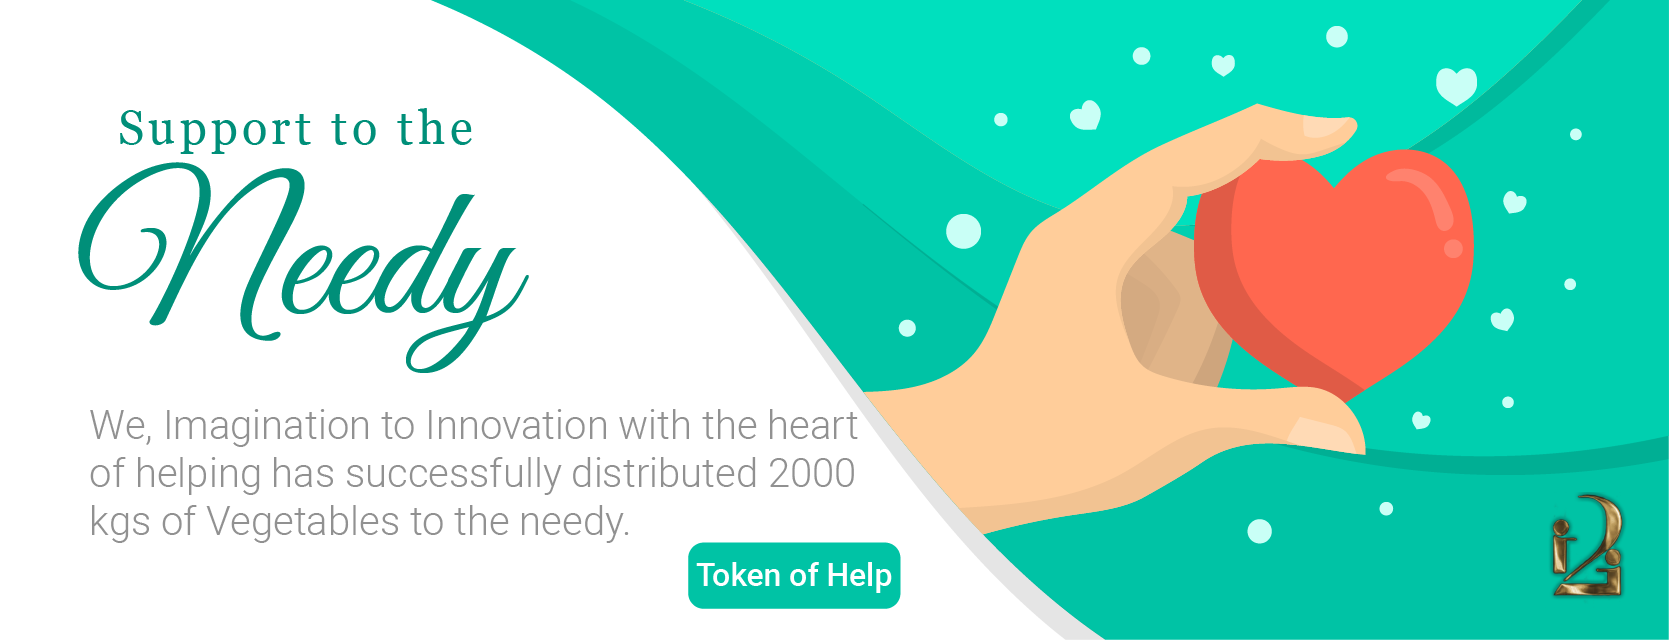 Support to the
Needy
We, Imagination to Innovation with the heart
of helping has successfully distributed 2000
kgs of Vegetables to the needy.
Token of Help
i2i